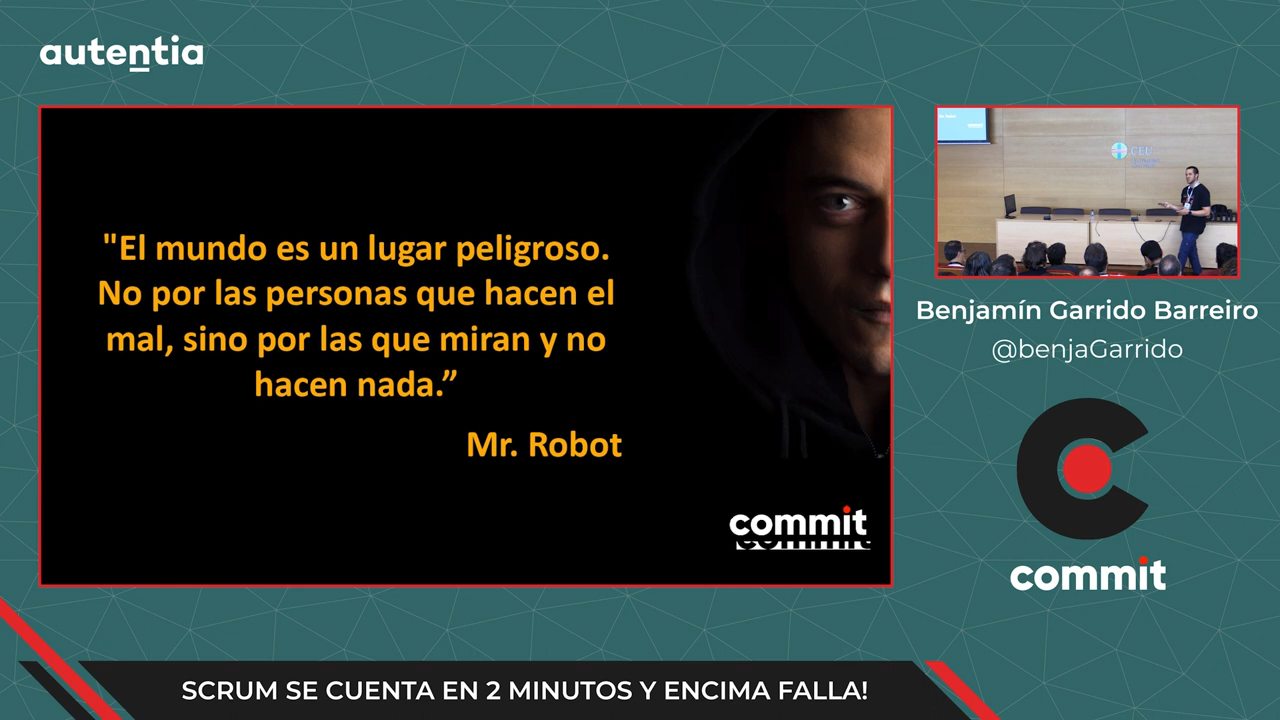 autentia
"El mundo es un lugar peligroso.
No por las personas que hacen el
mal, sino por las que miran y no
hacen nada.”
Mr. Robot
commit
CEU
Benjamín Garrido Barreiro
@benjaGarrido
commit
SCRUM SE CUENTA EN 2 MINUTOS Y ENCIMA FALLA!